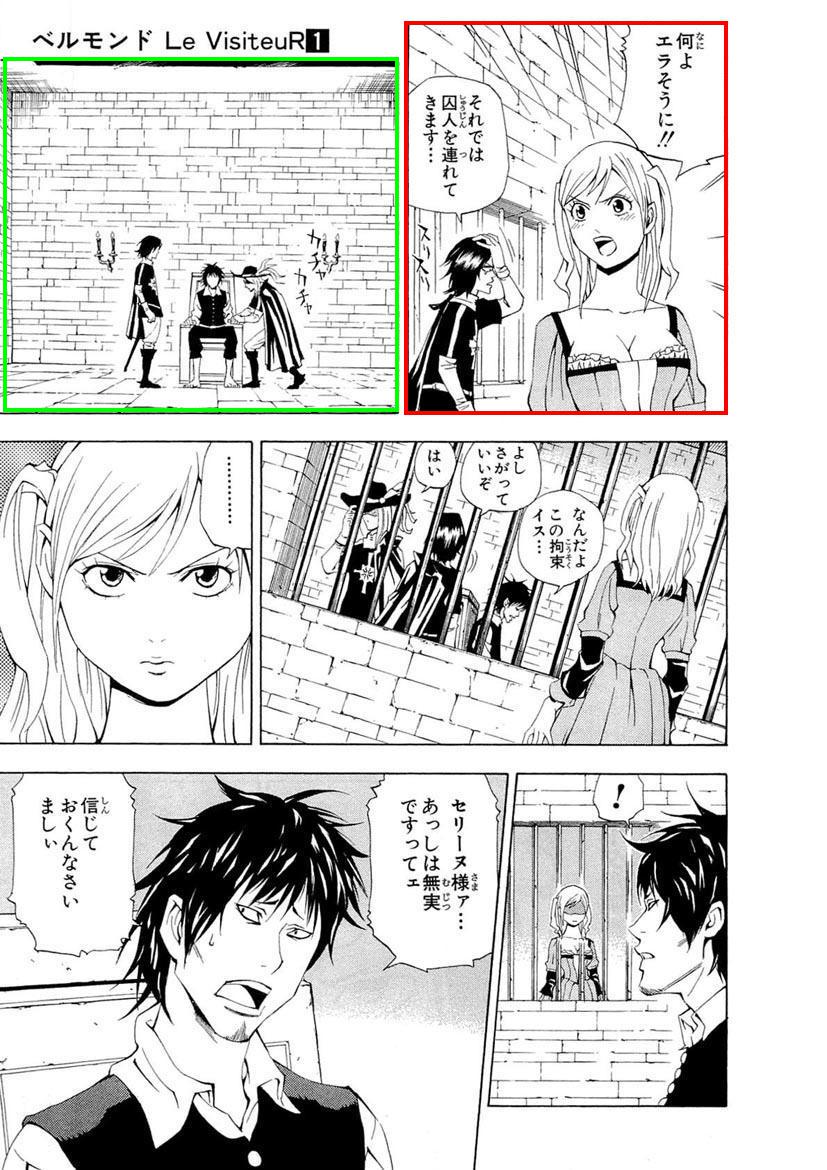 ベルモンド Le VisiteuR 1
何よ
エラそうに!!
それでは
囚人を連れて
きます…
スリ
スリ
カチャ
カチャ
なんだよ
この拘束
イス…
よし
さがって
いいぞ
はい
………
!
セリーヌ様ァ…
あっしは無実
ですってェ
信じて
おくんなさい
ましぃ